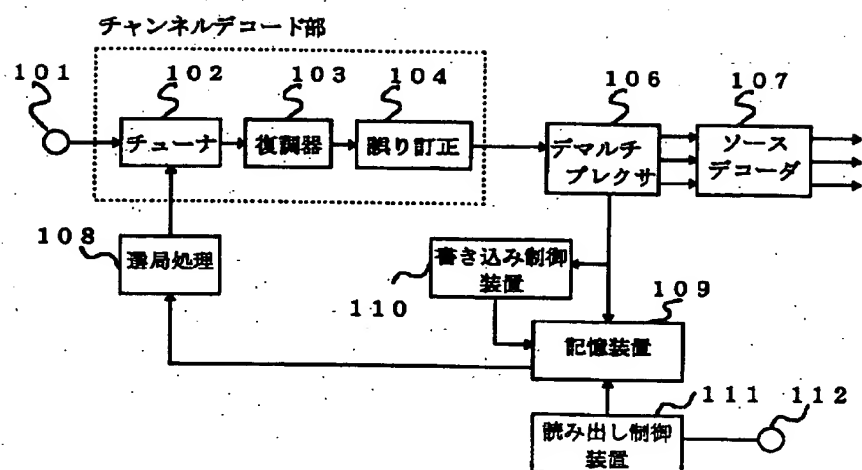 チャンネルデコード部
101
102
103
104
106
107
チューナ
復調器
誤り訂正
デマルチ
プレクサ
ソース
デコーダ
108
選局処理
書き込み制御
装置
110
109
記憶装置
111
112
読み出し制御
装置